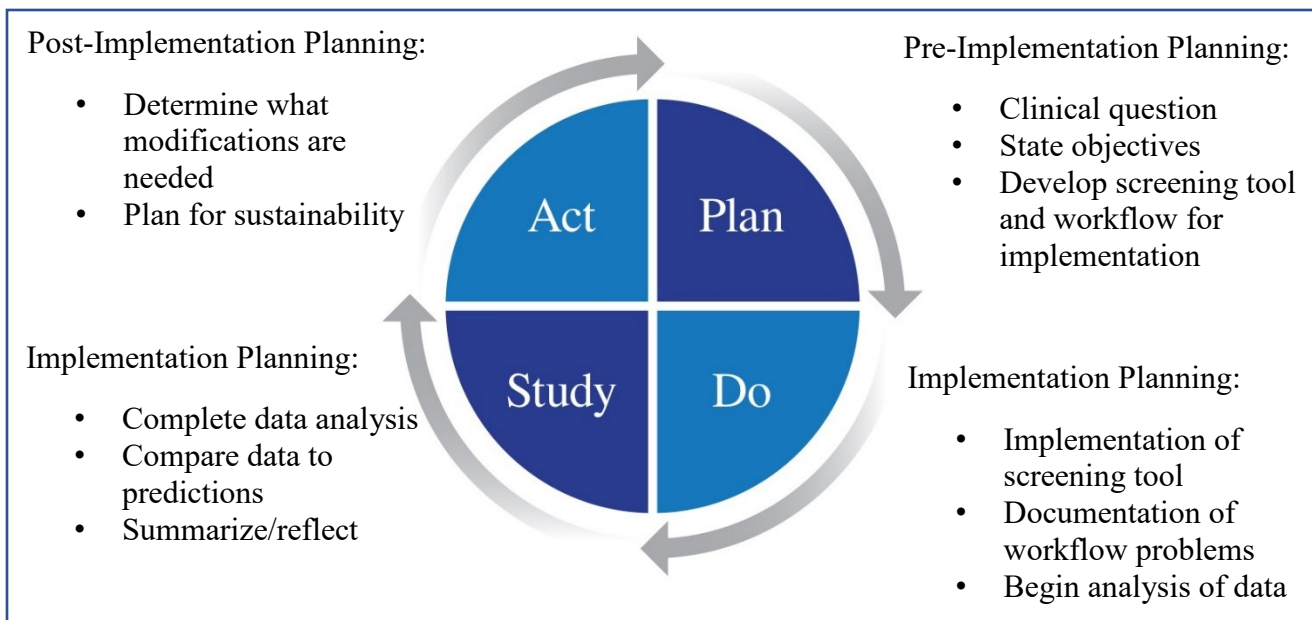 Post-Implementation Planning:
• Determine what
modifications are
needed
• Plan for sustainability
Pre-Implementation Planning:
• Clinical question
• State objectives
• Develop screening tool
and workflow for
implementation
Act
Plan
Study
Do
Implementation Planning:
• Complete data analysis
• Compare data to
predictions
• Summarize/reflect
Implementation Planning:
• Implementation of
screening tool
• Documentation of
workflow problems
• Begin analysis of data